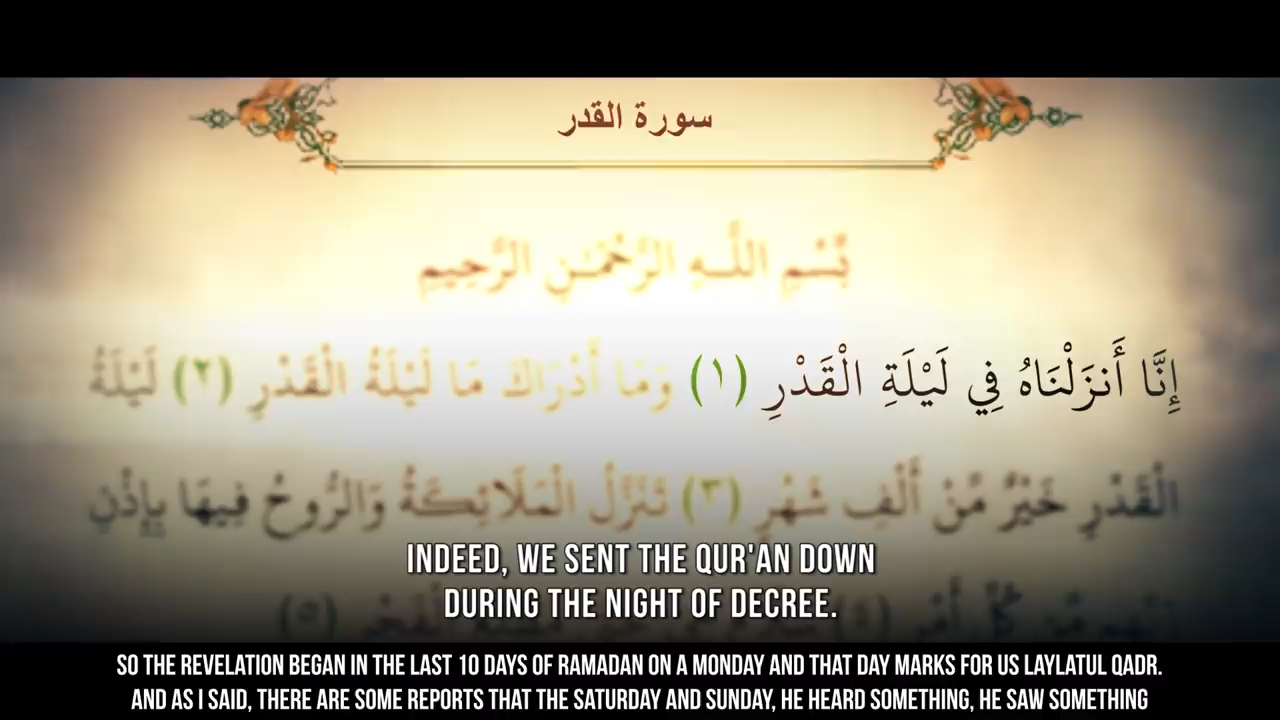 سورة القدر
بِّسْمِ اللَّـهِ الرَّحْمَـٰنِ الرَّحِيمِ
إِنَّا أَنزَلْنَاهُ فِي لَيْلَةِ الْقَدْرِ (١) وَمَا أَدْرَاكَ مَا لَيْلَةُ الْقَدْرِ (٢) لَيْلَةُ
الْقَدْرِ خَيْرٌ مِّنْ أَلْفِ شَهْرٍ (٣) تَنَزَّلُ الْمَلَائِكَةُ وَالرُّوحُ فِيهَا بِإِذْنِ
كُلِّ أَمْرٍ (٤) (٥)
INDEED, WE SENT THE QUR'AN DOWN
DURING THE NIGHT OF DECREE.
SO THE REVELATION BEGAN IN THE LAST 10 DAYS OF RAMADAN ON A MONDAY AND THAT DAY MARKS FOR US LAYLATUL QADR.
AND AS I SAID, THERE ARE SOME REPORTS THAT THE SATURDAY AND SUNDAY, HE HEARD SOMETHING, HE SAW SOMETHING